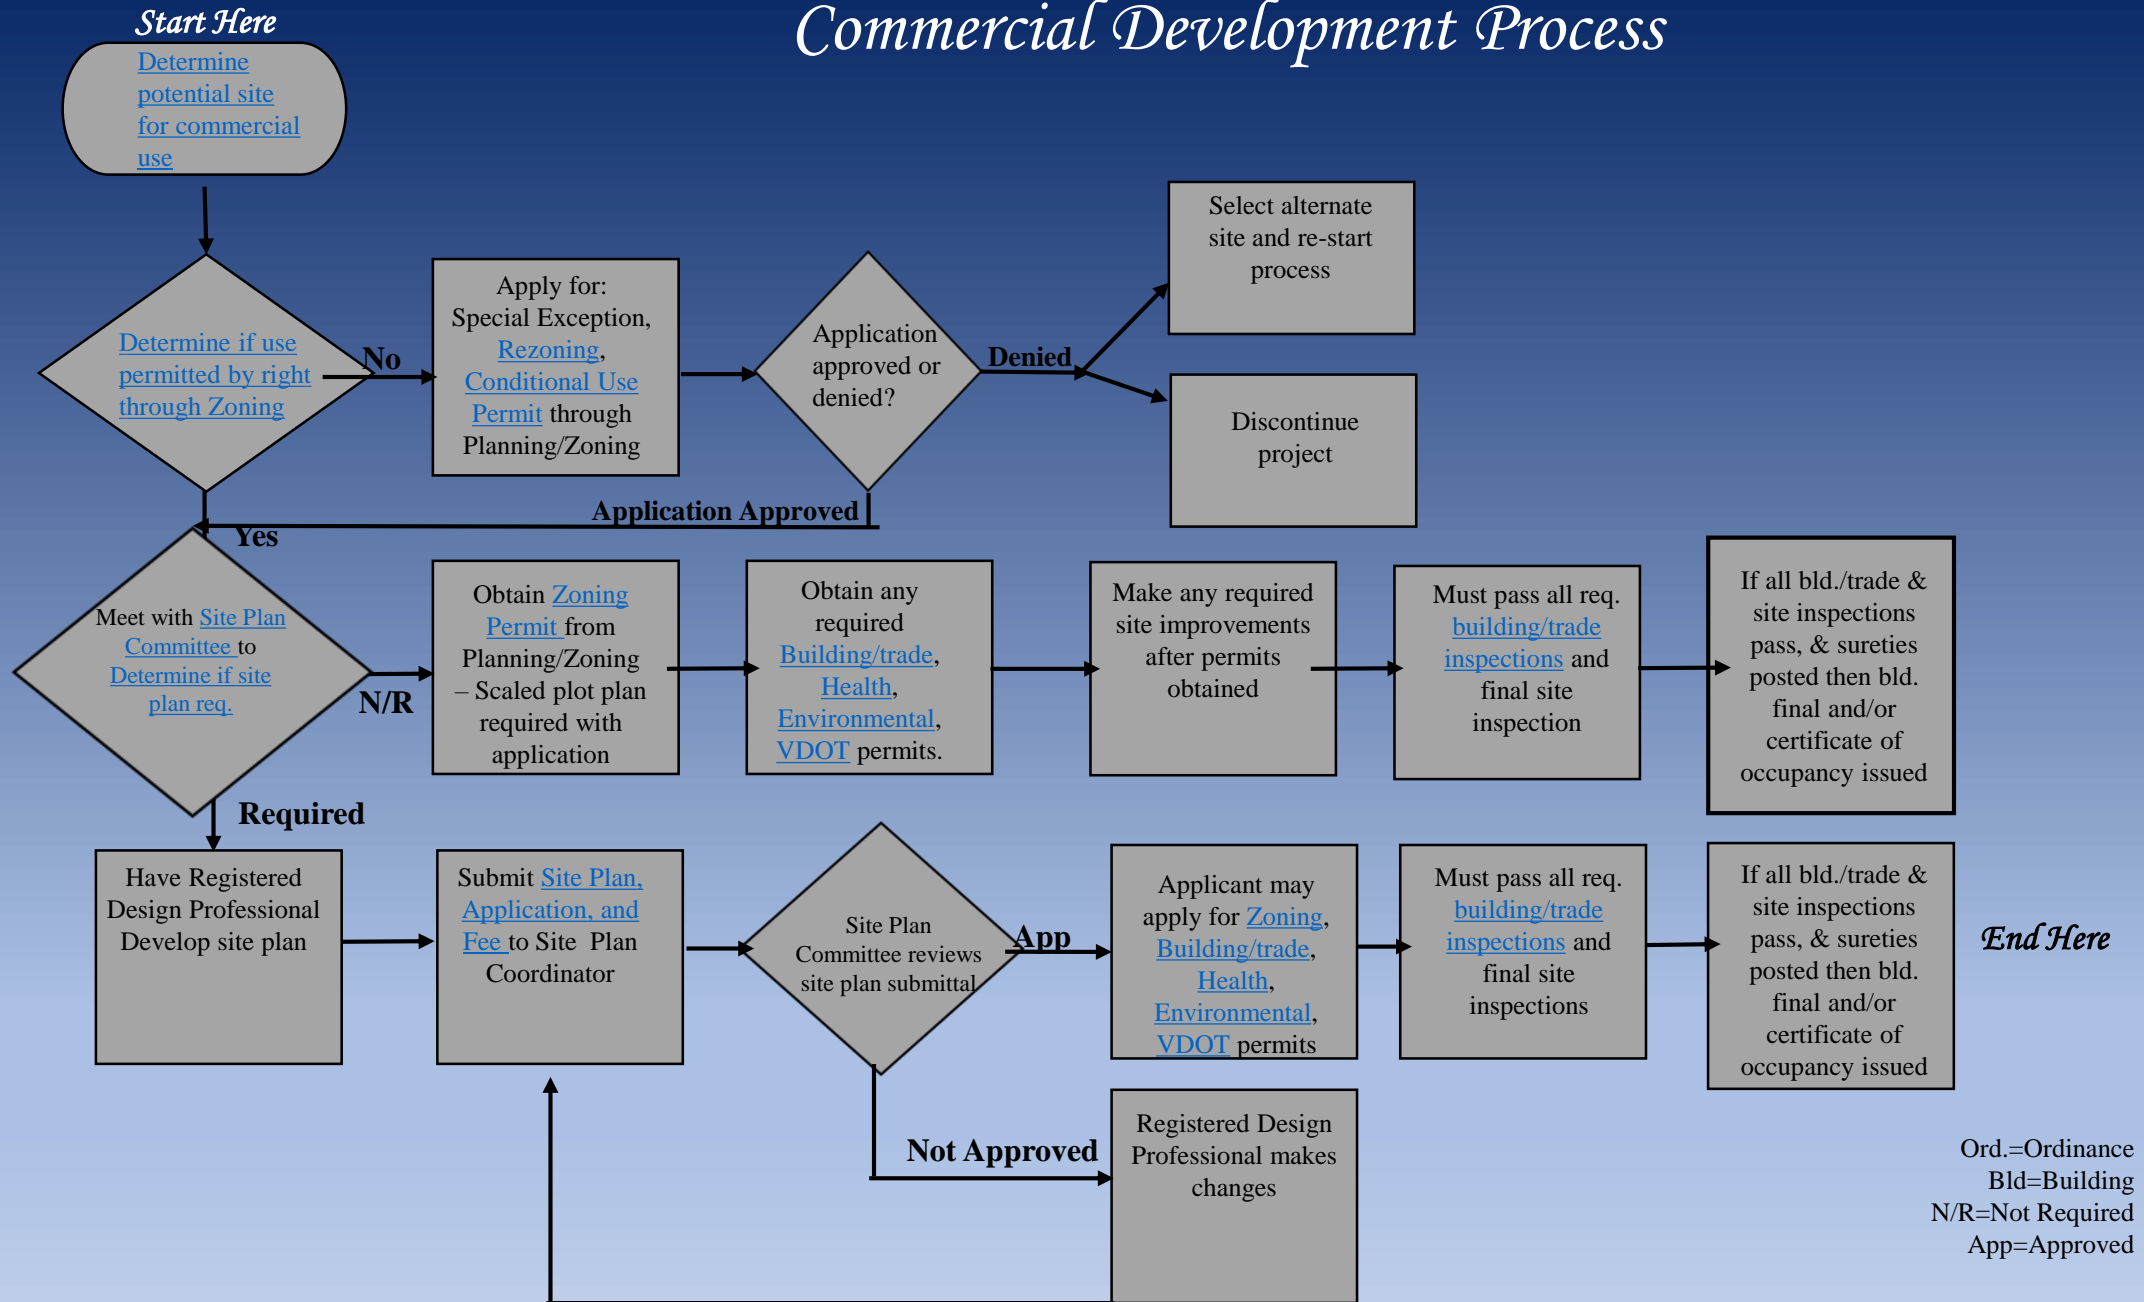 Start Here
Commercial Development Process
Determine
potential site
for commercial
use
Select alternate
site and re-start
process
Determine if use
permitted by right
through Zoning
No
Apply for:
Special Exception,
Rezoning,
Conditional Use
Permit through
Planning/Zoning
Application
approved or
denied?
Denied
Discontinue
project
Application Approved
Yes
Meet with Site Plan
Committee to
Determine if site
plan req.
N/R
Obtain Zoning
Permit from
Planning/Zoning
– Scaled plot plan
required with
application
Obtain any
required
Building/trade,
Health,
Environmental,
VDOT permits.
Make any required
site improvements
after permits
obtained
Must pass all req.
building/trade
inspections and
final site
inspection
If all bld./trade &
site inspections
pass, & sureties
posted then bld.
final and/or
certificate of
occupancy issued
Required
Have Registered
Design Professional
Develop site plan
Submit Site Plan,
Application, and
Fee to Site Plan
Coordinator
Site Plan
Committee reviews
site plan submittal
App
Applicant may
apply for Zoning,
Building/trade,
Health,
Environmental,
VDOT permits
Must pass all req.
building/trade
inspections and
final site
inspections
If all bld./trade &
site inspections
pass, & sureties
posted then bld.
final and/or
certificate of
occupancy issued
End Here
Not Approved
Registered Design
Professional makes
changes
Ord.=Ordinance
Bld=Building
N/R=Not Required
App=Approved